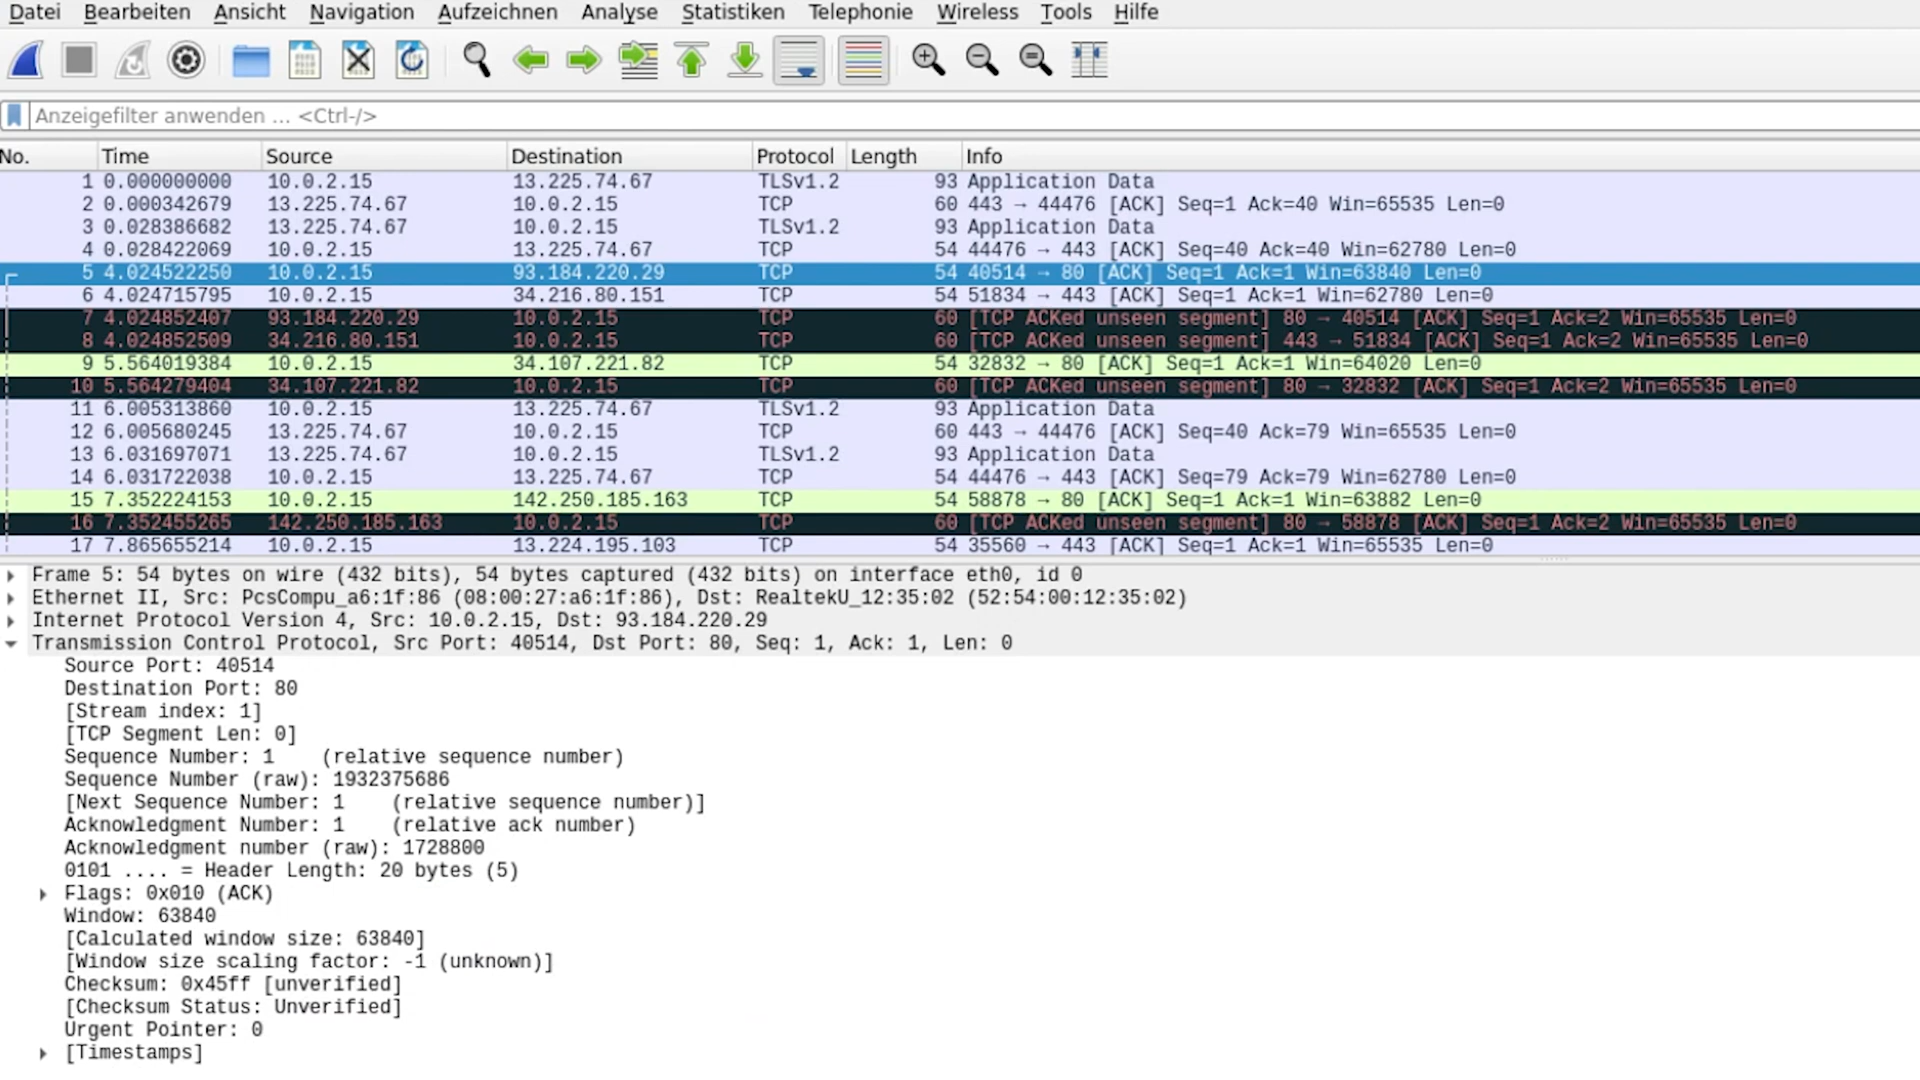 Datei Bearbeiten Ansicht Navigation Aufzeichnen Analyse Statistiken Telephonie Wireless Tools Hilfe
Anzeigefilter anwenden ... <Ctrl-/>
No. Time Source Destination Protocol Length Info
1 0.000000000 10.0.2.15 13.225.74.67 TLSv1.2 93 Application Data
2 0.000342679 13.225.74.67 10.0.2.15 TCP 60 443 → 44476 [ACK] Seq=1 Ack=40 Win=65535 Len=0
3 0.028386682 13.225.74.67 10.0.2.15 TLSv1.2 93 Application Data
4 0.028422069 10.0.2.15 13.225.74.67 TCP 54 44476 → 443 [ACK] Seq=40 Ack=40 Win=62780 Len=0
5 4.024522250 10.0.2.15 93.184.220.29 TCP 54 40514 → 80 [ACK] Seq=1 Ack=1 Win=63840 Len=0
6 4.024715795 10.0.2.15 34.216.80.151 TCP 54 51834 → 443 [ACK] Seq=1 Ack=1 Win=62780 Len=0
7 4.024852407 93.184.220.29 10.0.2.15 TCP 60 [TCP ACKed unseen segment] 80 → 40514 [ACK] Seq=1 Ack=2 Win=65535 Len=0
8 4.024852509 34.216.80.151 10.0.2.15 TCP 60 [TCP ACKed unseen segment] 443 → 51834 [ACK] Seq=1 Ack=2 Win=65535 Len=0
9 5.564019384 10.0.2.15 34.107.221.82 TCP 54 32832 → 80 [ACK] Seq=1 Ack=1 Win=64020 Len=0
10 5.564279404 34.107.221.82 10.0.2.15 TCP 60 [TCP ACKed unseen segment] 80 → 32832 [ACK] Seq=1 Ack=2 Win=65535 Len=0
11 6.005313860 10.0.2.15 13.225.74.67 TLSv1.2 93 Application Data
12 6.005680245 13.225.74.67 10.0.2.15 TCP 60 443 → 44476 [ACK] Seq=40 Ack=79 Win=65535 Len=0
13 6.031697071 13.225.74.67 10.0.2.15 TLSv1.2 93 Application Data
14 6.031722038 10.0.2.15 13.225.74.67 TCP 54 44476 → 443 [ACK] Seq=79 Ack=79 Win=62780 Len=0
15 7.352224153 10.0.2.15 142.250.185.163 TCP 54 58878 → 80 [ACK] Seq=1 Ack=1 Win=63882 Len=0
16 7.352455265 142.250.185.163 10.0.2.15 TCP 60 [TCP ACKed unseen segment] 80 → 58878 [ACK] Seq=1 Ack=2 Win=65535 Len=0
17 7.865655214 10.0.2.15 13.224.195.103 TCP 54 35560 → 443 [ACK] Seq=1 Ack=1 Win=65535 Len=0
Frame 5: 54 bytes on wire (432 bits), 54 bytes captured (432 bits) on interface eth0, id 0
Ethernet II, Src: PcsCompu_a6:1f:86 (08:00:27:a6:1f:86), Dst: RealtekU_12:35:02 (52:54:00:12:35:02)
Internet Protocol Version 4, Src: 10.0.2.15, Dst: 93.184.220.29
Transmission Control Protocol, Src Port: 40514, Dst Port: 80, Seq: 1, Ack: 1, Len: 0
Source Port: 40514
Destination Port: 80
[Stream index: 1]
[TCP Segment Len: 0]
Sequence Number: 1 (relative sequence number)
Sequence Number (raw): 1932375686
[Next Sequence Number: 1 (relative sequence number)]
Acknowledgment Number: 1 (relative ack number)
Acknowledgment number (raw): 1728800
0101 .... = Header Length: 20 bytes (5)
Flags: 0x010 (ACK)
Window: 63840
[Calculated window size: 63840]
[Window size scaling factor: -1 (unknown)]
Checksum: 0x45ff [unverified]
[Checksum Status: Unverified]
Urgent Pointer: 0
[Timestamps]